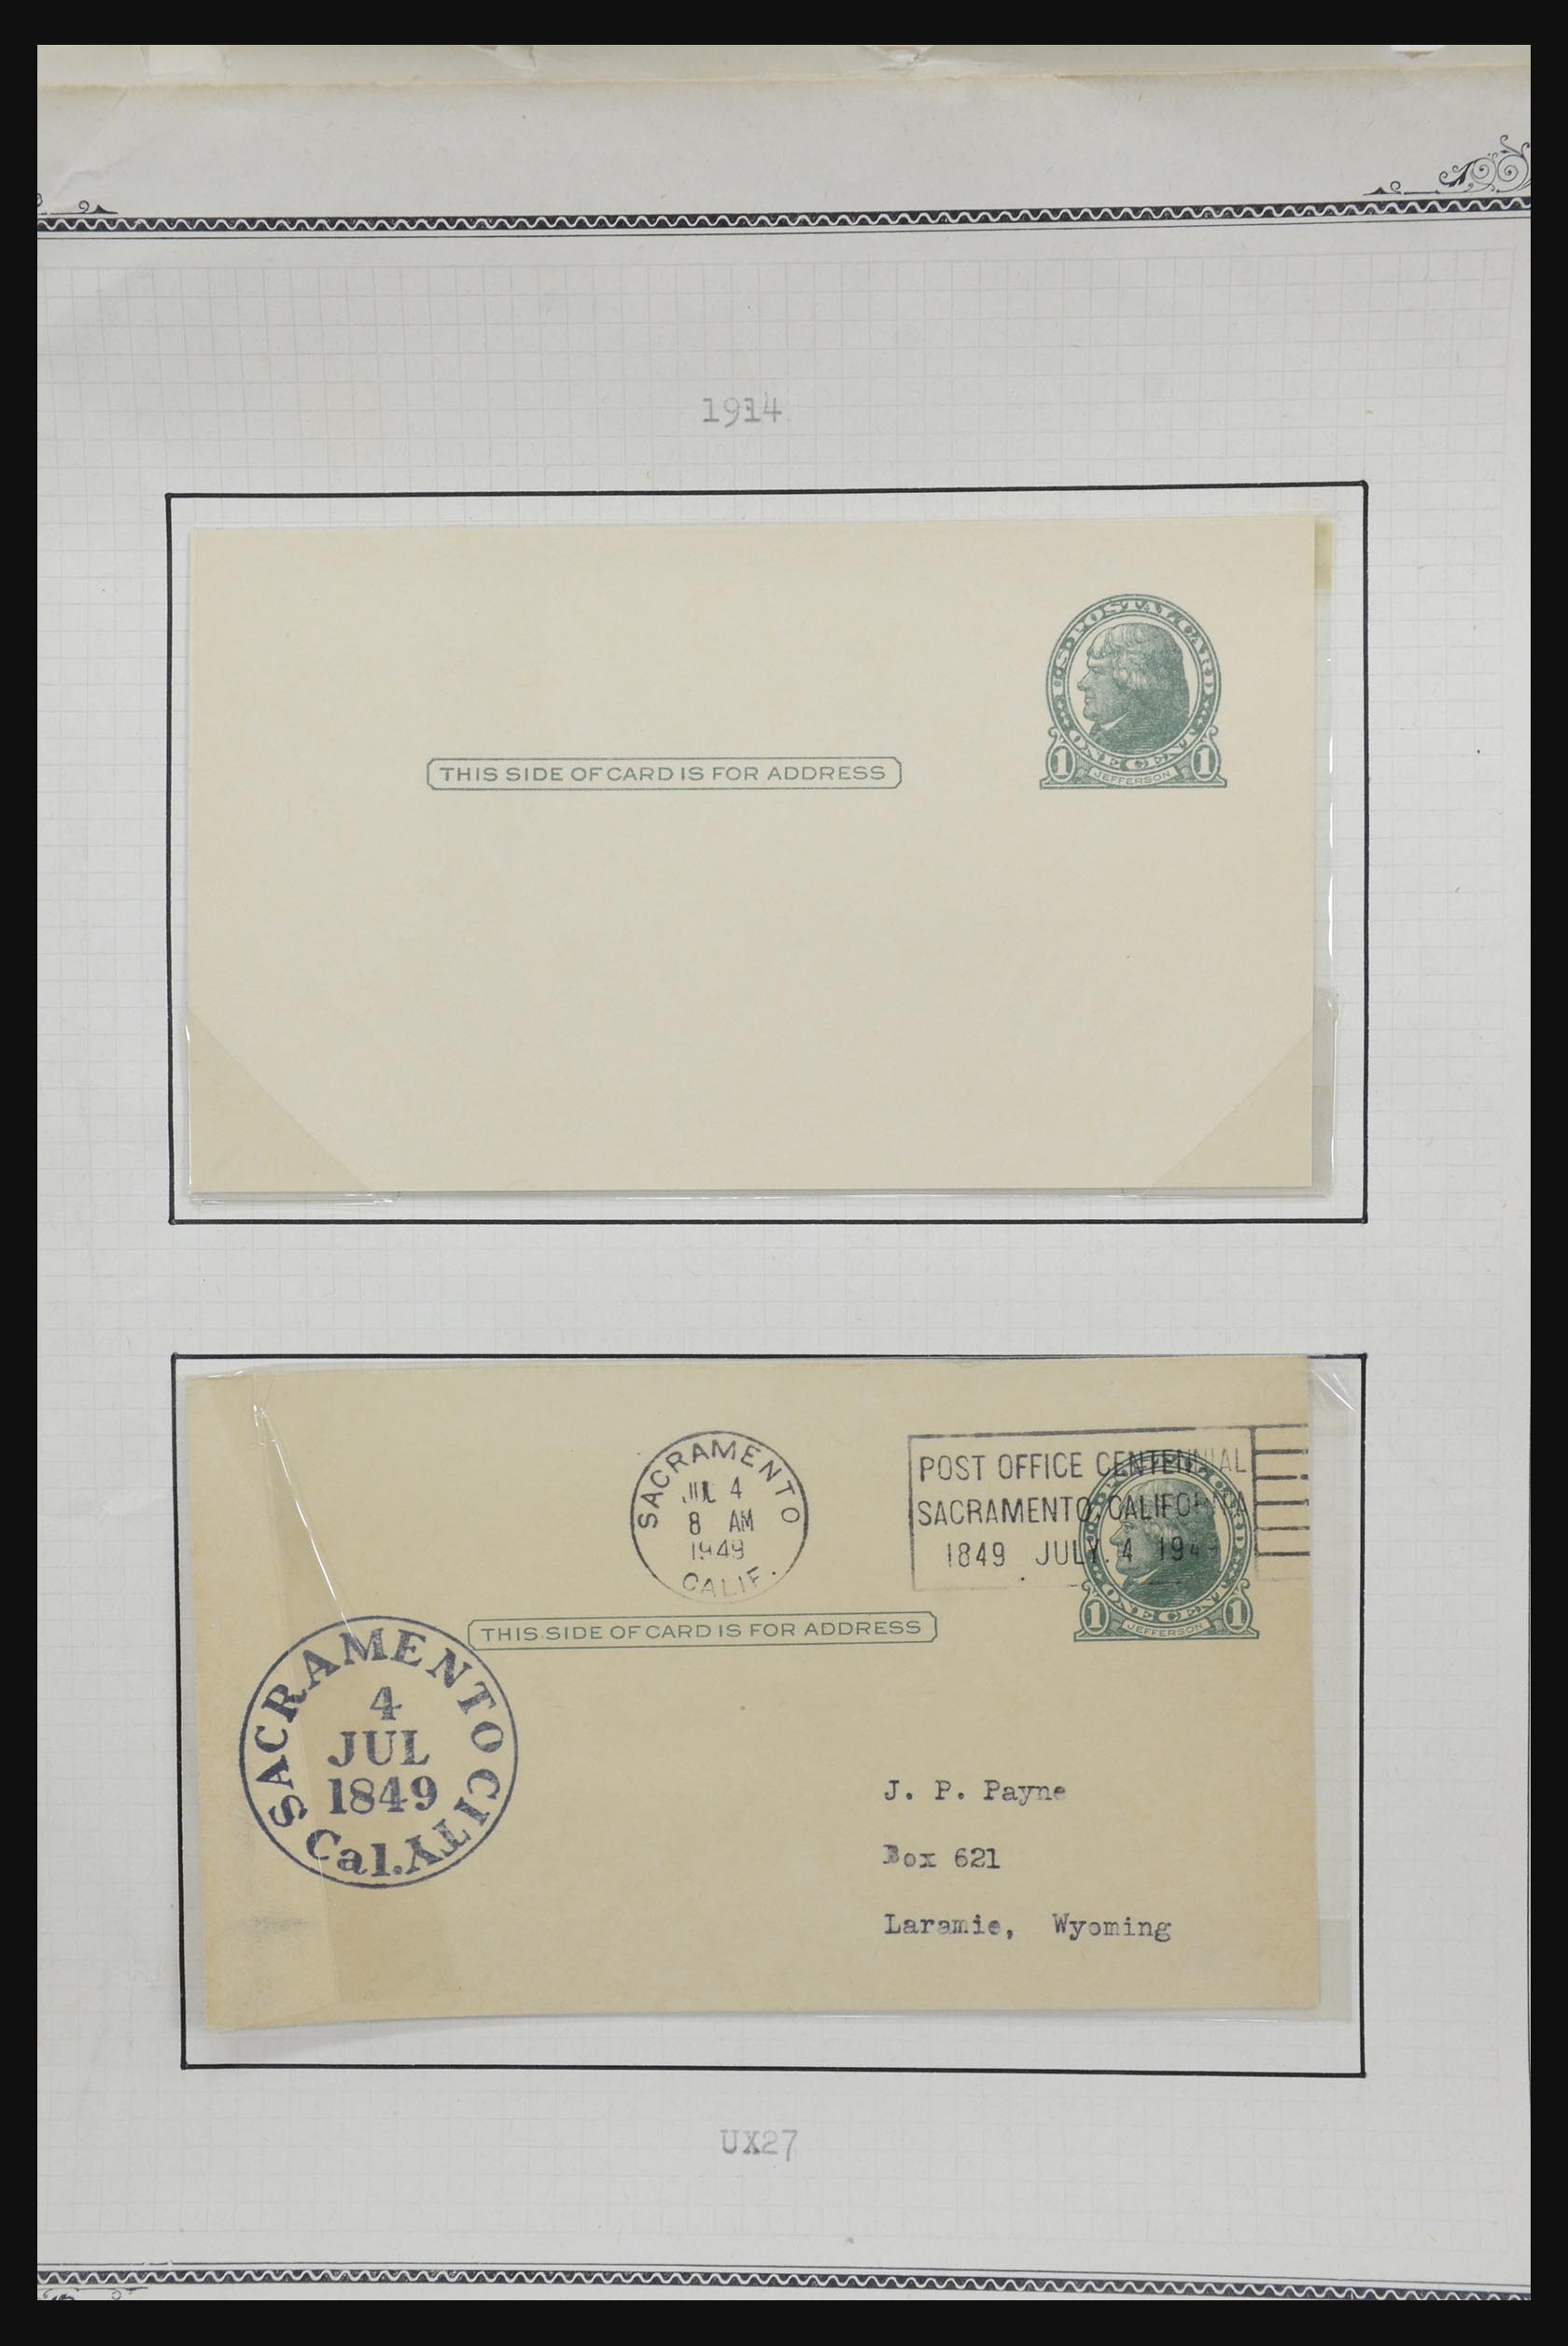 1914
U.S. POSTAL CARD
THIS SIDE OF CARD IS FOR ADDRESS
ONE CENT
1 JEFFERSON 1
SACRAMENTO
JUL 4
8 AM
1949
CALIF.
POST OFFICE CENTENNIAL
SACRAMENTO, CALIFORNIA
1849 JULY 4 1949
THIS SIDE OF CARD IS FOR ADDRESS
ONE CENT
1 JEFFERSON 1
SACRAMENTO CITY
4
JUL
1849
Cal.
J. P. Payne
Box 621
Laramie, Wyoming
UX27